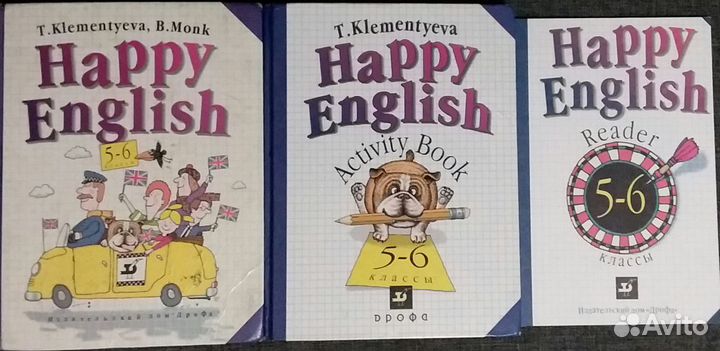 T.Klementyeva, B.Monk
Happy
English
5-6
классы
Издательский дом "Дрофа"
T.Klementyeva
Happy
English
Activity Book
5-6
классы
дрофа
Happy
English
Reader
5-6
классы
Издательский дом «Дрофа»
Avito